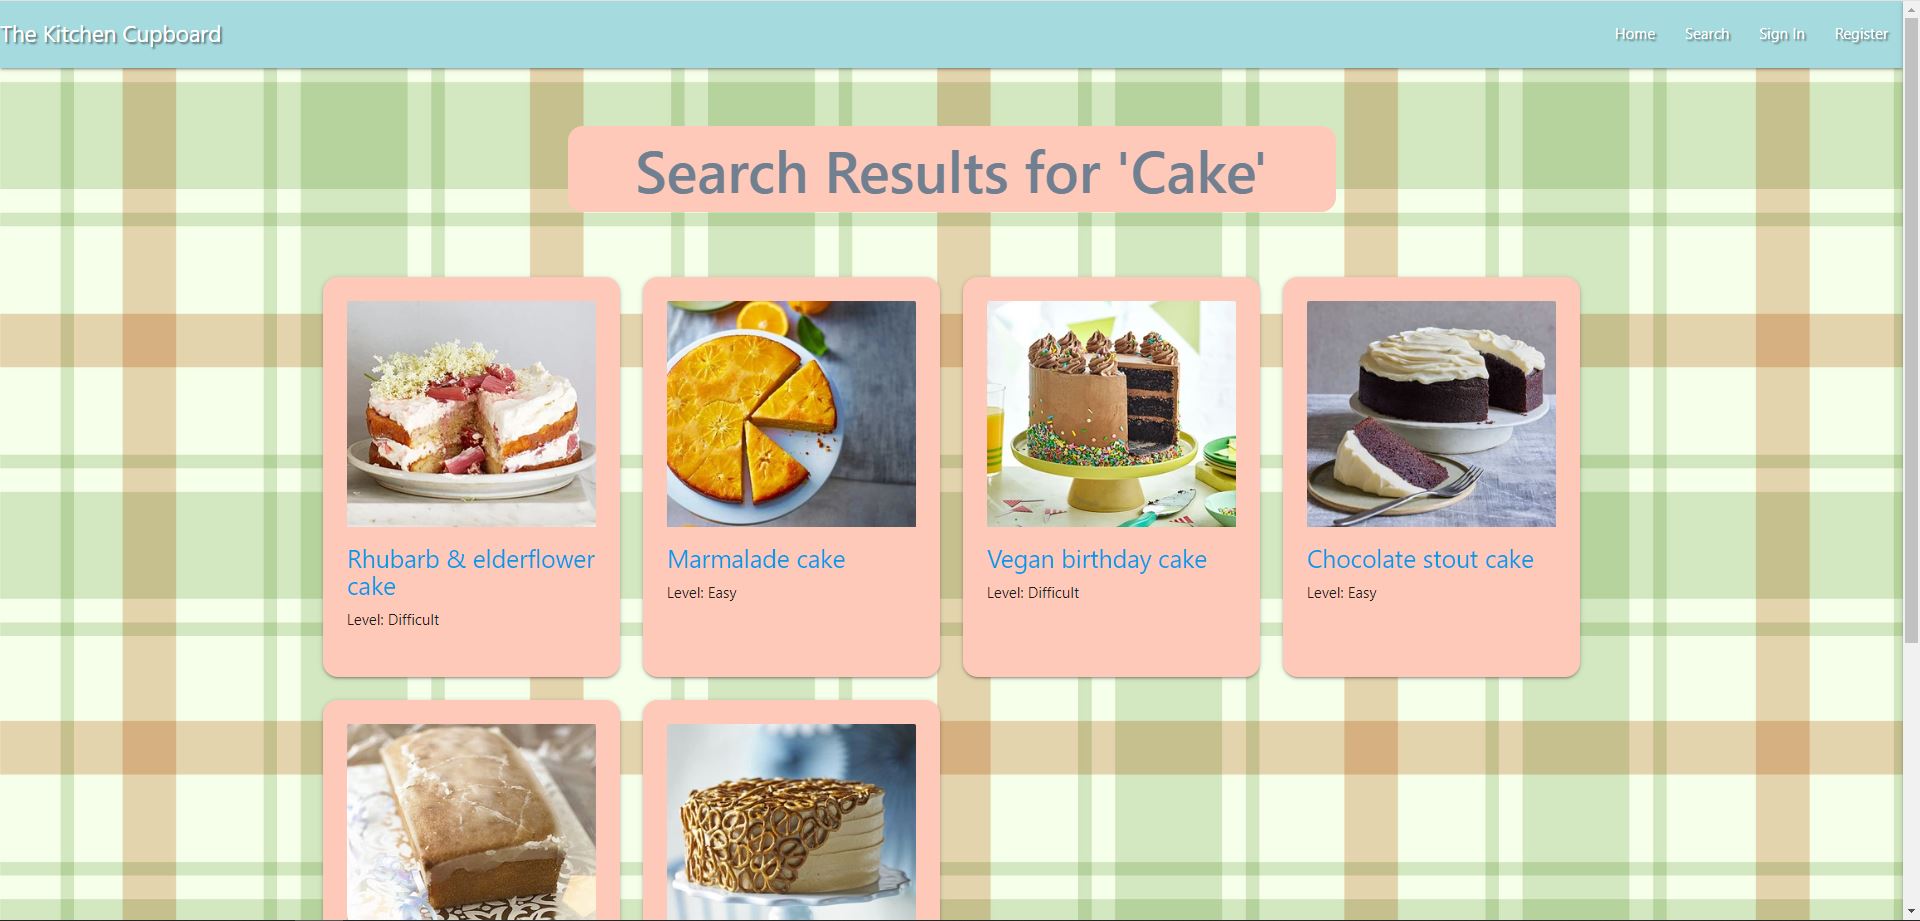 The Kitchen Cupboard
Home Search Sign In Register
Search Results for 'Cake'
Rhubarb & elderflower
cake
Level: Difficult
Marmalade cake
Level: Easy
Vegan birthday cake
Level: Difficult
Chocolate stout cake
Level: Easy